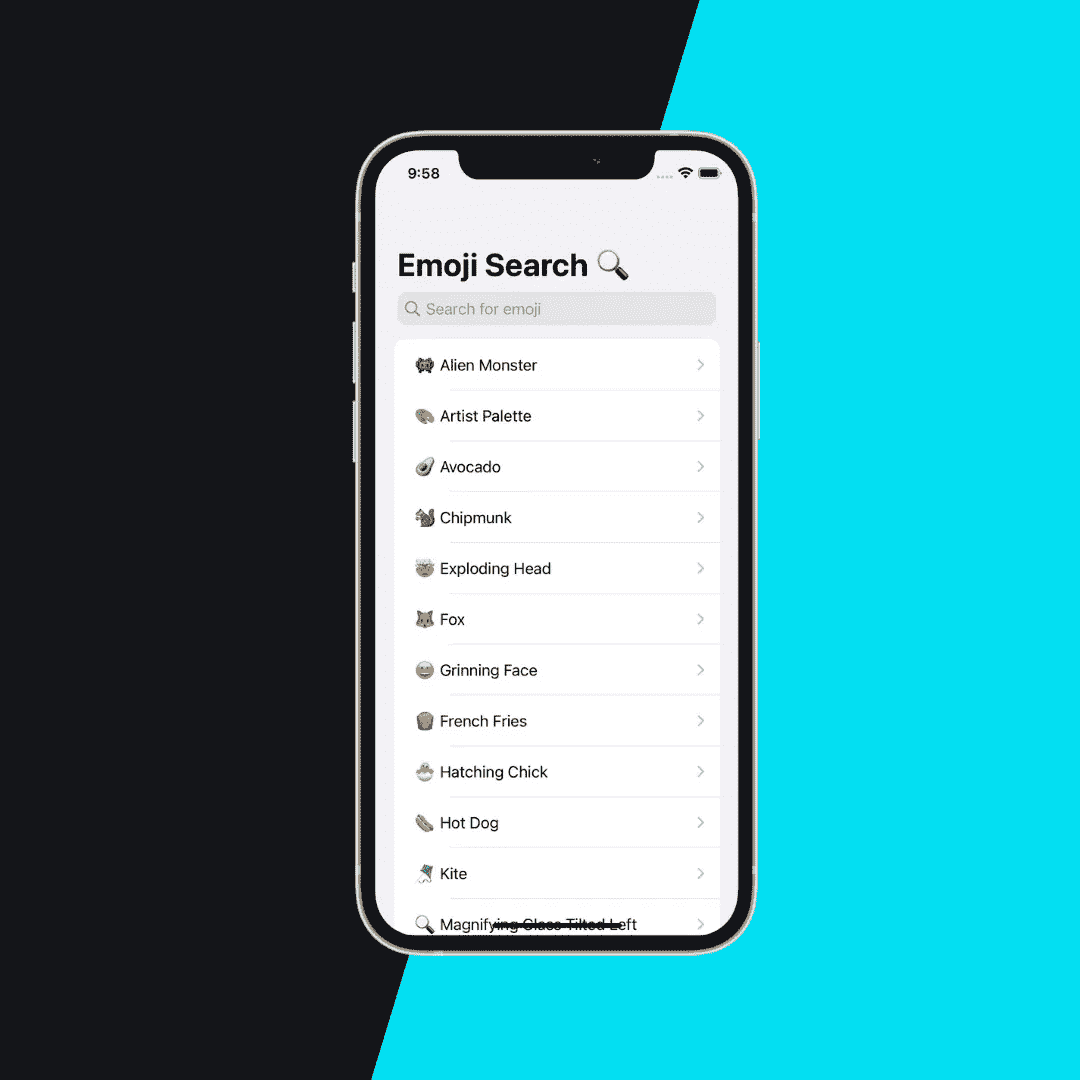 9:58
Emoji Search 🔍
Search for emoji
Alien Monster
Artist Palette
Avocado
Chipmunk
Exploding Head
Fox
Grinning Face
French Fries
Hatching Chick
Hot Dog
Kite
Magnifying Glass Tilted Left